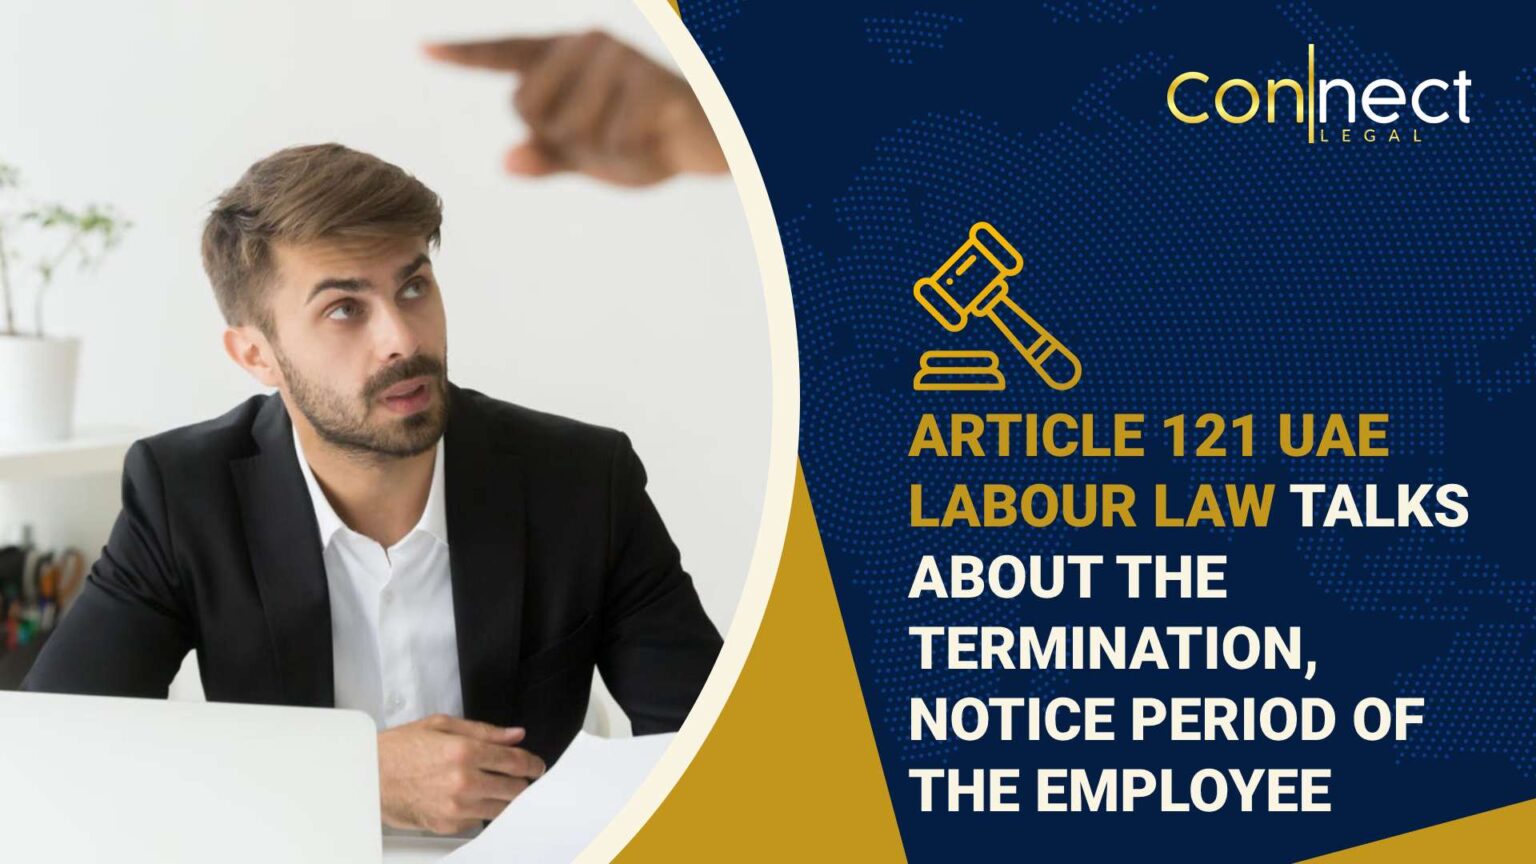 connect
LEGAL
ARTICLE 121 UAE
LABOUR LAW TALKS
ABOUT THE
TERMINATION,
NOTICE PERIOD OF
THE EMPLOYEE